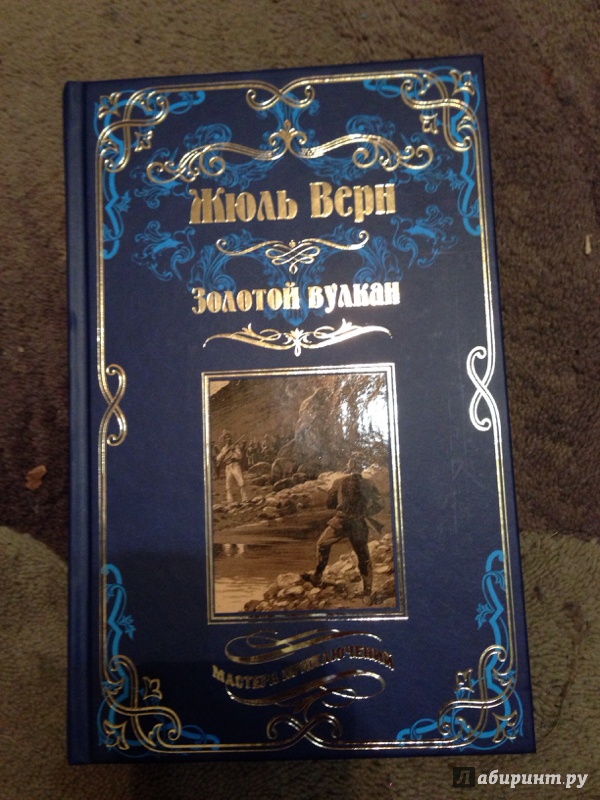 Жюль Верн
Золотой вулкан
МАСТЕРА ПРИКЛЮЧЕНИЙ
Лабиринт.ру